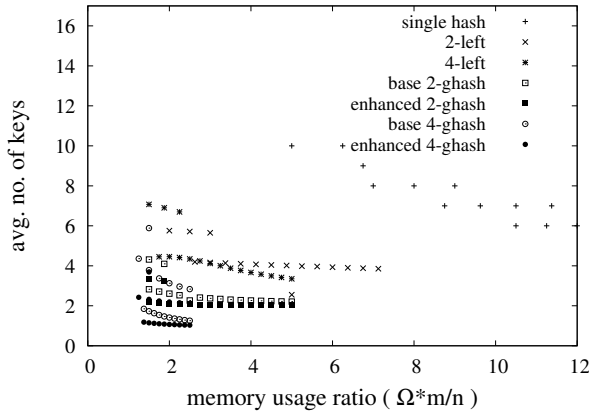 16
14
12
10
8
6
4
2
0
avg. no. of keys
single hash
2-left
4-left
base 2-ghash
enhanced 2-ghash
base 4-ghash
enhanced 4-ghash
0 2 4 6 8 10 12
memory usage ratio ( Ω*m/n )